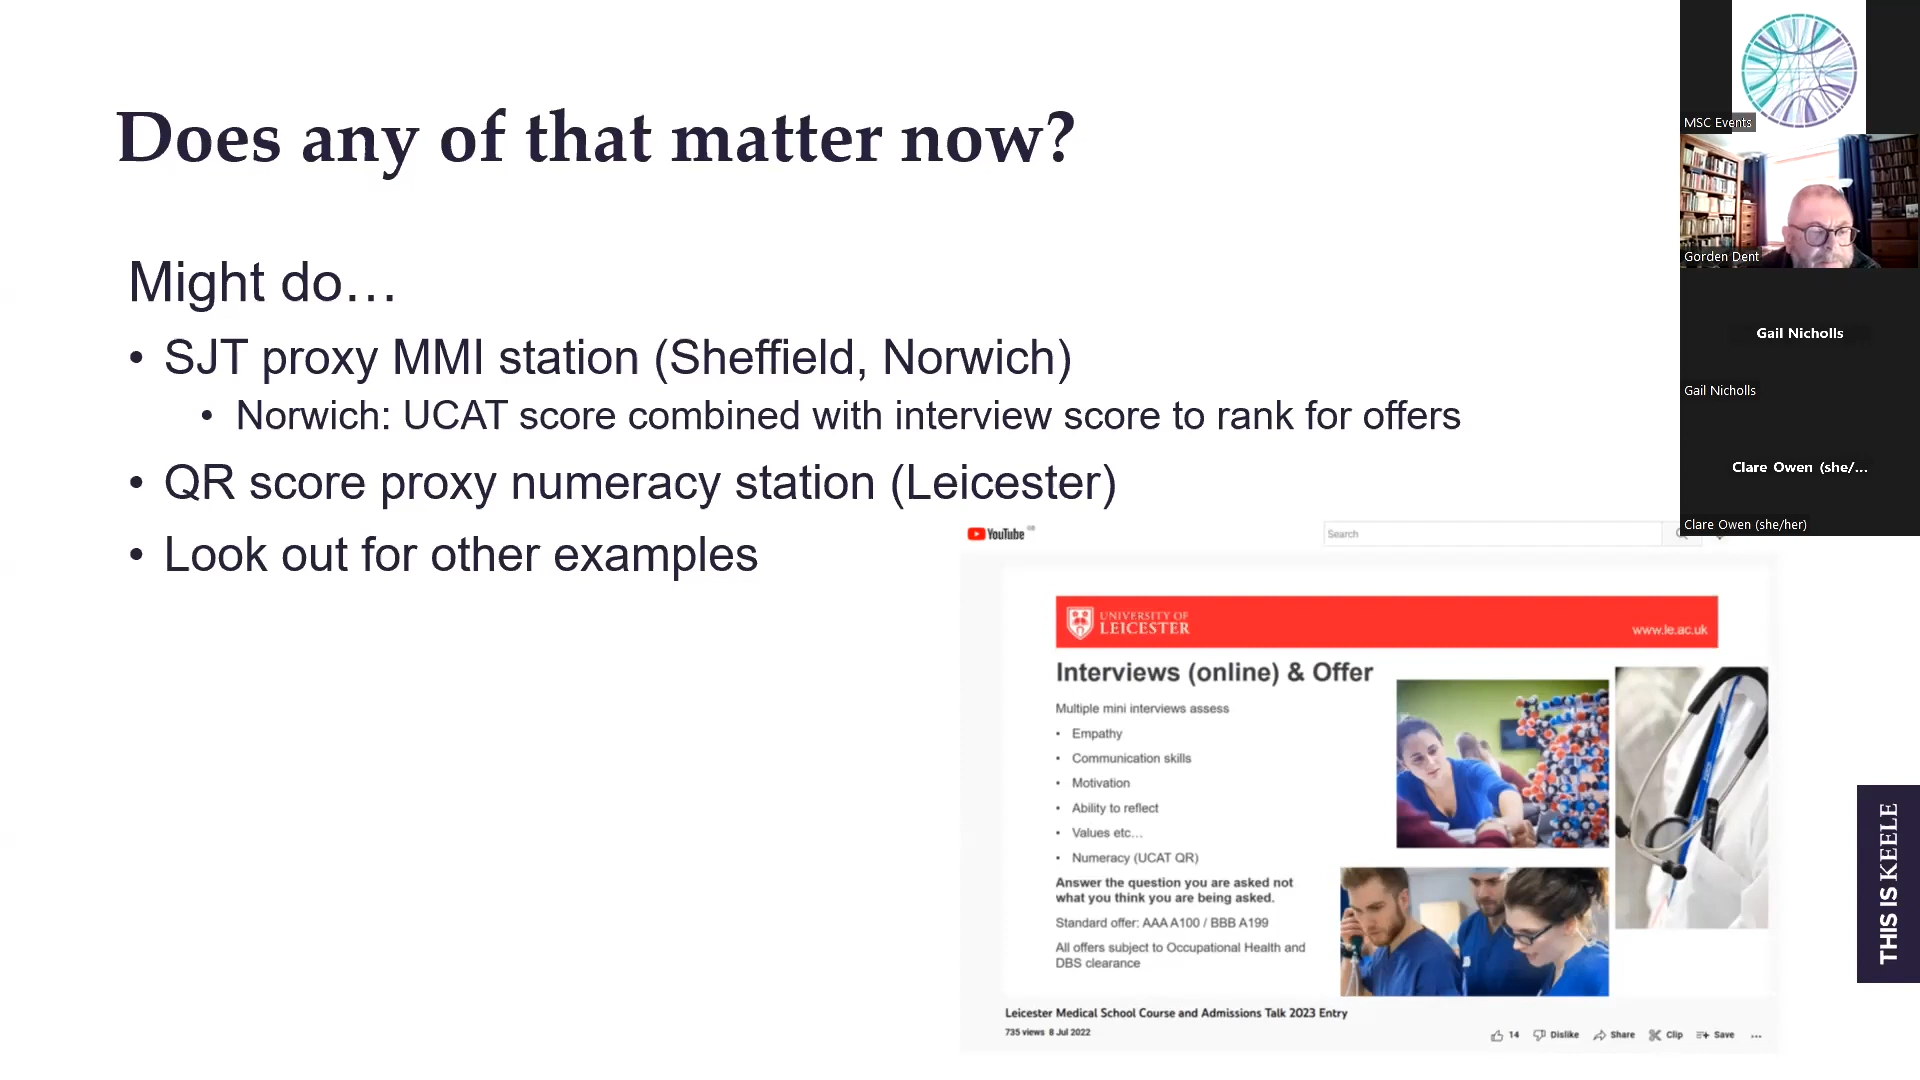 Does any of that matter now?
Might do…
• SJT proxy MMI station (Sheffield, Norwich)
• Norwich: UCAT score combined with interview score to rank for offers
• QR score proxy numeracy station (Leicester)
• Look out for other examples
MSC Events
Gorden Dent
Gail Nicholls
Gail Nicholls
Clare Owen (she/...
Clare Owen (she/her)
YouTube
Search
UNIVERSITY OF
LEICESTER
www.le.ac.uk
Interviews (online) & Offer
Multiple mini interviews assess
• Empathy
• Communication skills
• Motivation
• Ability to reflect
• Values etc…
• Numeracy (UCAT QR)
Answer the question you are asked not
what you think you are being asked.
Standard offer: AAA A100 / BBB A199
All offers subject to Occupational Health and
DBS clearance
Leicester Medical School Course and Admissions Talk 2023 Entry
735 views 8 Jul 2022
14 Dislike Share Clip Save ...
THIS IS KEELE